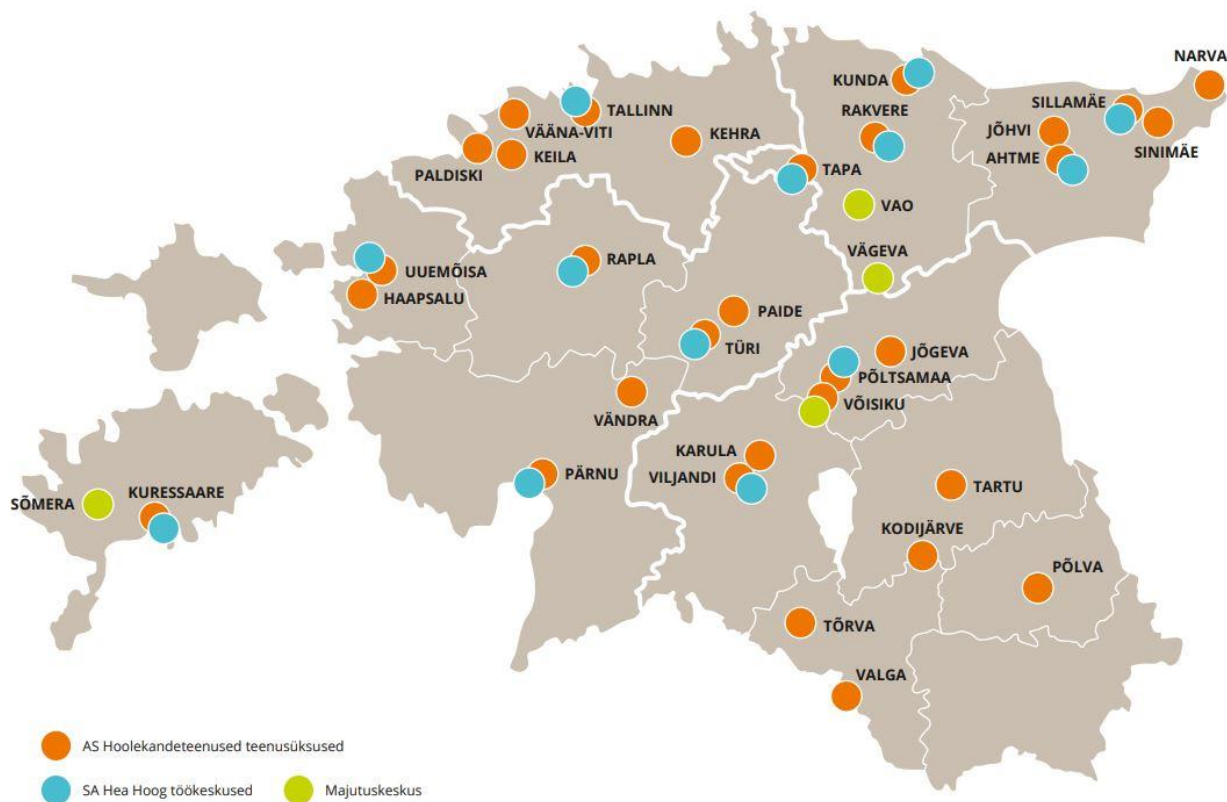 NARVA
KUNDA
SILLAMÄE
TALLINN
RAKVERE
JÕHVI
VÄÄNA-VITI
KEHRA
SINIMÄE
KEILA
AHTME
PALDISKI
TAPA
VAO
VÄGEVA
RAPLA
UUEMÕISA
HAAPSALU
PAIDE
TÜRI
JÕGEVA
PÕLTSAMAA
VÕISIKU
VÄNDRA
KARULA
PÄRNU
VILJANDI
TARTU
KURESSAARE
SÕMERA
KODIJÄRVE
PÕLVA
TÕRVA
VALGA
AS Hoolekandeteenused teenusüksused
SA Hea Hoog töökeskused
Majutuskeskus